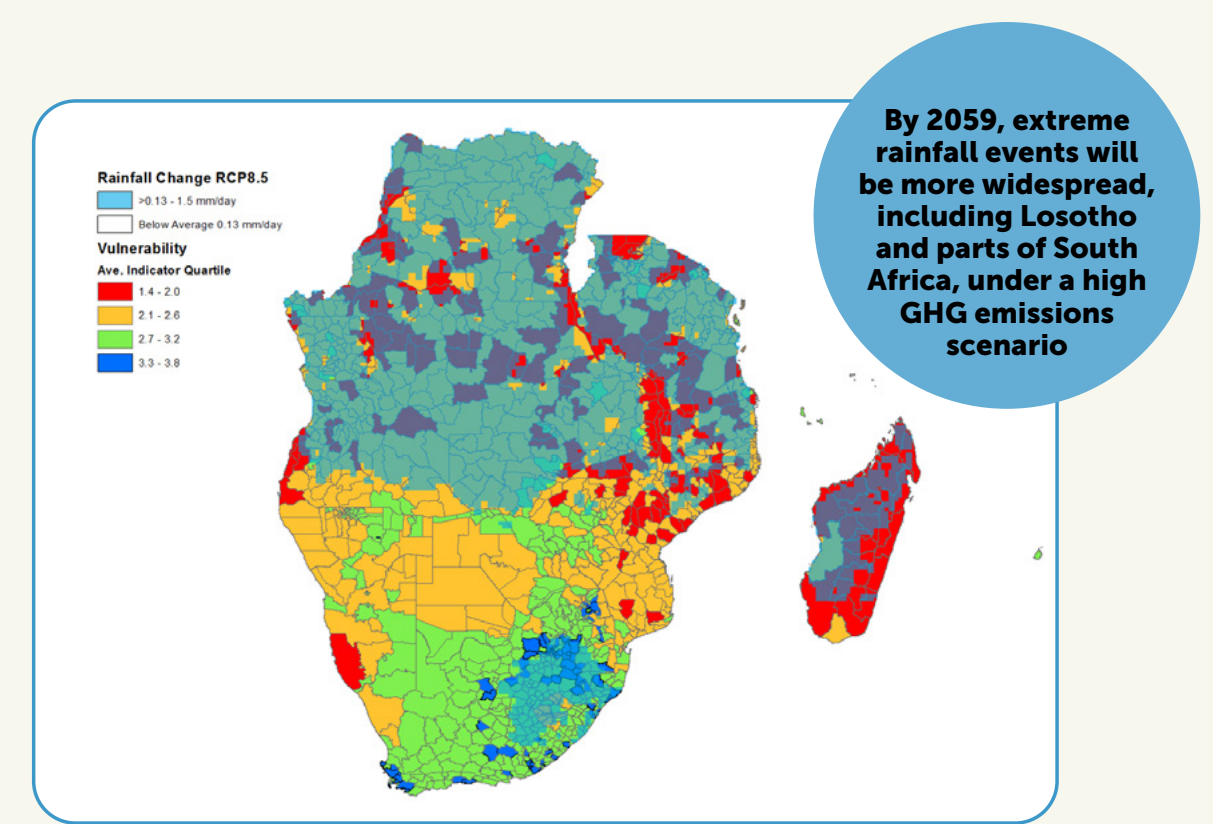 By 2059, extreme
rainfall events will
be more widespread,
including Losotho
and parts of South
Africa, under a high
GHG emissions
scenario
Rainfall Change RCP8.5
>0.13 - 1.5 mm/day
Below Average 0.13 mm/day
Vulnerability
Ave. Indicator Quartile
1.4 - 2.0
2.1 - 2.6
2.7 - 3.2
3.3 - 3.8